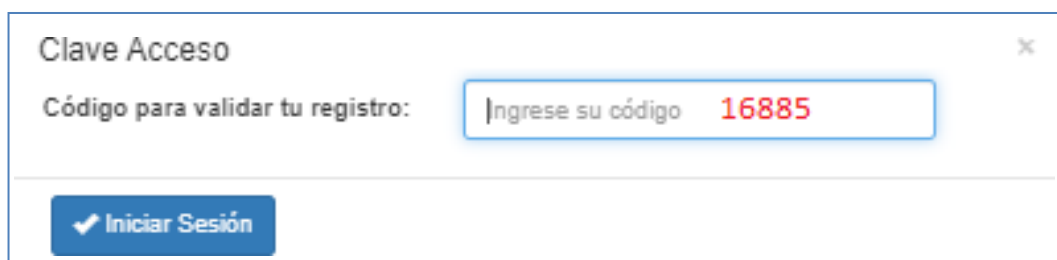 Clave Acceso ×
Código para validar tu registro: Ingrese su código 16885
Iniciar Sesión